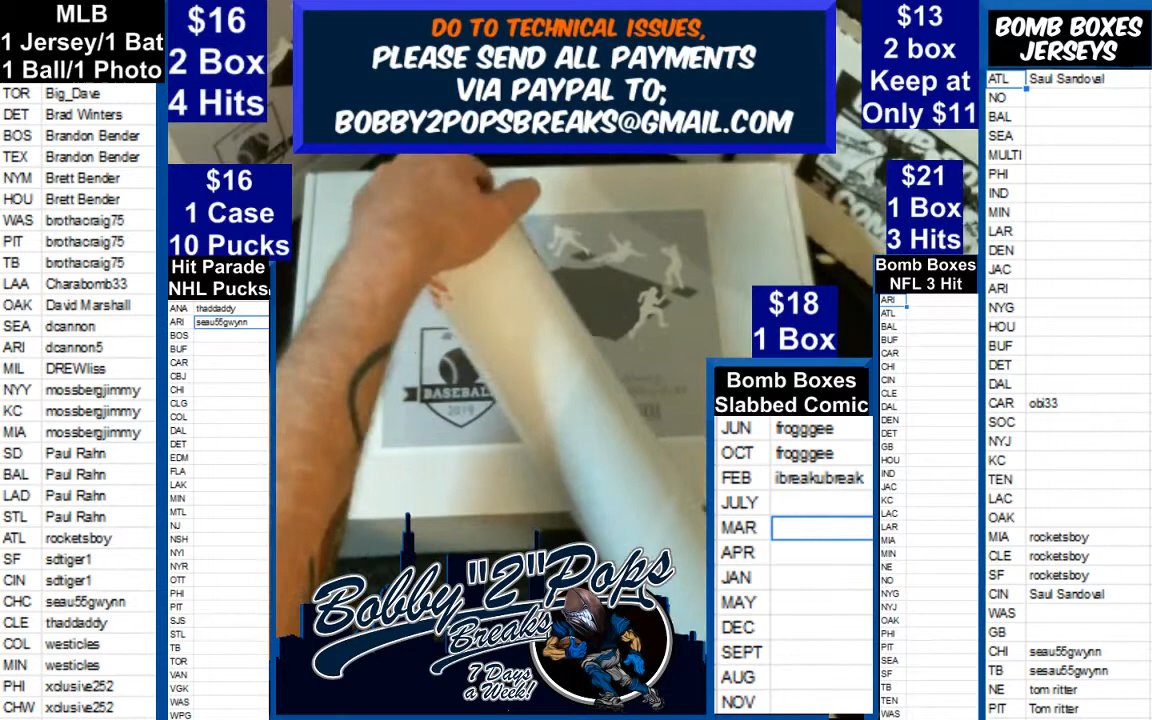 MLB
1 Jersey/1 Bat
1 Ball/1 Photo
TOR Big_Dave
DET Brad Winters
BOS Brandon Bender
TEX Brandon Bender
NYM Brett Bender
HOU Brett Bender
WAS brothacraig75
PIT brothacraig75
TB brothacraig75
LAA Charabomb33
OAK David Marshall
SEA dcannon
ARI dcannon5
MIL DREWliss
NYY mossbergjimmy
KC mossbergjimmy
MIA mossbergjimmy
SD Paul Rahn
BAL Paul Rahn
LAD Paul Rahn
STL Paul Rahn
ATL rocketsboy
SF sdtiger1
CIN sdtiger1
CHC seau55gwynn
CLE thaddaddy
COL westicles
MIN westicles
PHI xclusive252
CHW xclusive252
$16
2 Box
4 Hits
$16
1 Case
10 Pucks
Hit Parade
NHL Pucks
ANA thaddaddy
ARI seau55gwynn
BOS
BUF
CAR
CBJ
CHI
CLG
COL
DAL
DET
EDM
FLA
LAK
MIN
MTL
NJ
NSH
NYI
NYR
OTT
PHI
PIT
SJS
STL
TB
TOR
VAN
VGK
WAS
WPG
DO TO TECHNICAL ISSUES,
PLEASE SEND ALL PAYMENTS
VIA PAYPAL TO;
BOBBY2POPSBREAKS@GMAIL.COM
BASEBALL
2019
Bobby "2" Pops
Breaks
7 Days
a Week!
$18
1 Box
Bomb Boxes
Slabbed Comic
JUN frogggee
OCT frogggee
FEB ibreakubreak
JULY
MAR
APR
JAN
MAY
DEC
SEPT
AUG
NOV
$13
2 box
Keep at
Only $11
$21
1 Box
3 Hits
Bomb Boxes
NFL 3 Hit
ARI
ATL
BAL
BUF
CAR
CHI
CIN
CLE
DAL
DEN
DET
GB
HOU
IND
JAC
KC
LAC
LAR
MIA
MIN
NE
NO
NYG
NYJ
OAK
PHI
PIT
SEA
SF
TB
TEN
WAS
BOMB BOXES
JERSEYS
ATL Saul Sandoval
NO
BAL
SEA
MULTI
PHI
IND
MIN
LAR
DEN
JAC
ARI
NYG
HOU
BUF
DET
DAL
CAR obi33
SOC
NYJ
KC
TEN
LAC
OAK
MIA rocketsboy
CLE rocketsboy
SF rocketsboy
CIN Saul Sandoval
WAS
GB
CHI seau55gwynn
TB sesau55gwynn
NE tom ritter
PIT Tom ritter